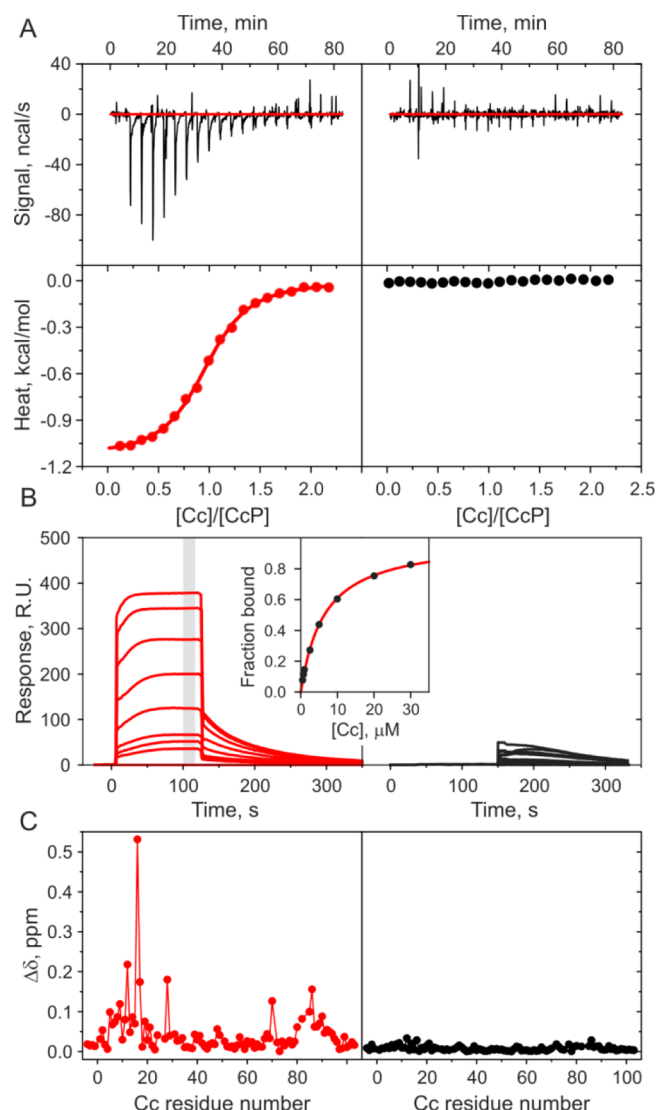 A
Time, min
Time, min
0 20 40 60 80
0 20 40 60 80
Signal, ncal/s
40
0
-40
-80
Heat, kcal/mol
0.0
-0.3
-0.6
-0.9
-1.2
0.0 0.5 1.0 1.5 2.0
0.0 0.5 1.0 1.5 2.0 2.5
[Cc]/[CcP]
[Cc]/[CcP]
B
Response, R.U.
500
400
300
200
100
0
Fraction bound
0.8
0.6
0.4
0.2
0.0
0 10 20 30
[Cc], μM
0 100 200 300
0 100 200 300
Time, s
Time, s
C
Δδ, ppm
0.5
0.4
0.3
0.2
0.1
0.0
0 20 40 60 80
0 20 40 60 80 100
Cc residue number
Cc residue number